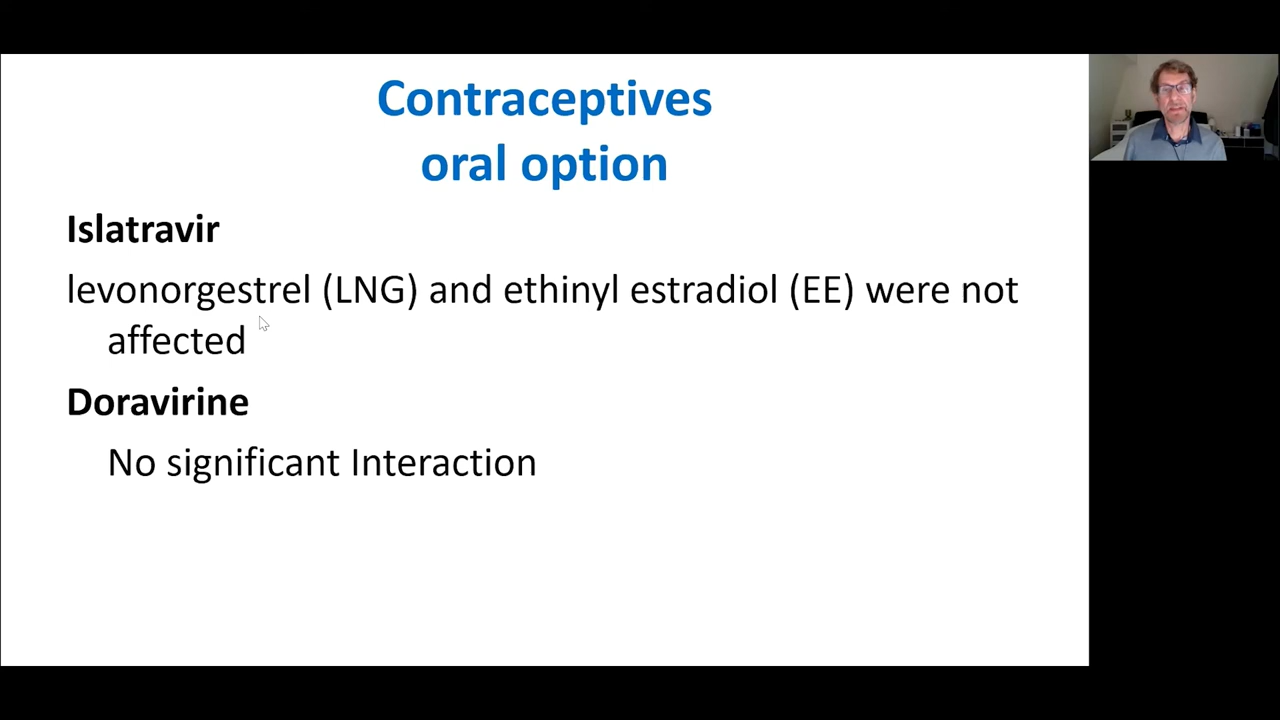 Contraceptives
oral option
Islatravir
levonorgestrel (LNG) and ethinyl estradiol (EE) were not
affected
Doravirine
No significant Interaction